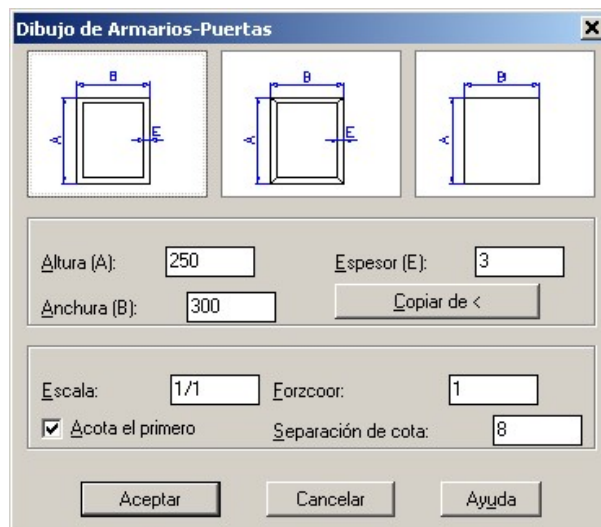 Dibujo de Armarios-Puertas
B B B
A E A E A
Altura (A): 250 Espesor (E): 3
Anchura (B): 300 Copiar de <
Escala: 1/1 Forzcoor: 1
Acota el primero Separación de cota: 8
Aceptar Cancelar Ayuda